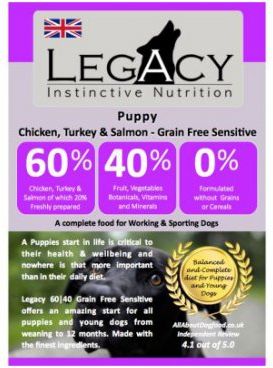 LEGACY
Instinctive Nutrition
Puppy
Chicken, Turkey & Salmon - Grain Free Sensitive
60%
40%
0%
Chicken, Turkey &
Salmon of which 20%
Freshly prepared
Fruit, Vegetables
Botanicals, Vitamins
and Minerals
Formulated
without Grains
or Cereals
A complete food for Working & Sporting Dogs
A Puppies start in life is critical to
their health & wellbeing and
nowhere is that more important
than in their daily diet.
Legacy 60|40 Grain Free Sensitive
offers an amazing start for all
puppies and young dogs from
weaning to 12 months. Made with
the finest ingredients.
Balanced
and Complete
diet for Puppies
and Young
Dogs
AllAboutDogfood.co.uk
Independent Review
4.1 out of 5.0